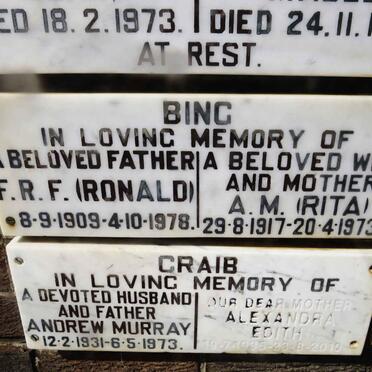 ED 18.2.1973. DIED 24.11.1
AT REST.
BING
IN LOVING MEMORY OF
A BELOVED FATHER
F.R.F. (RONALD)
8-9-1909-4-10-1978.
A BELOVED W
AND MOTHER
A.M. (RITA)
29-8-1917-20-4-1973
CRAIB
IN LOVING MEMORY OF
A DEVOTED HUSBAND
AND FATHER
ANDREW MURRAY
12-2-1931-6-5-1973.
OUR DEAR MOTHER
ALEXANDRA
EDITH